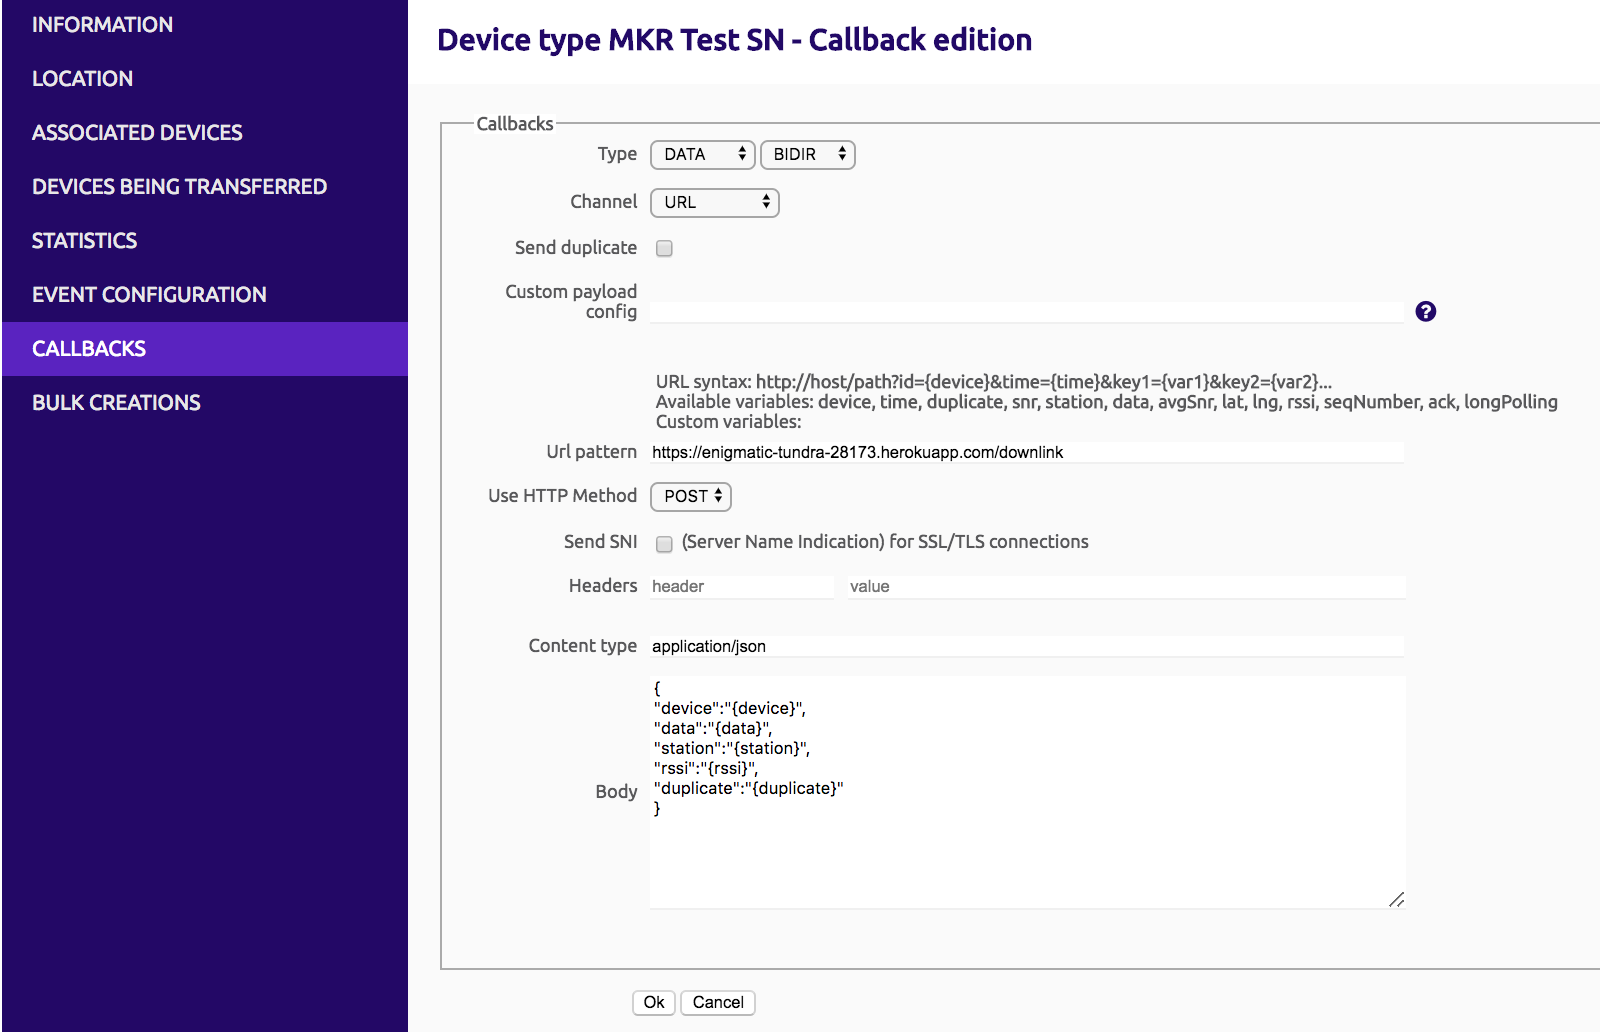 INFORMATION
LOCATION
ASSOCIATED DEVICES
DEVICES BEING TRANSFERRED
STATISTICS
EVENT CONFIGURATION
CALLBACKS
BULK CREATIONS
Device type MKR Test SN - Callback edition
Callbacks
Type DATA BIDIR
Channel URL
Send duplicate
Custom payload
config ?
URL syntax: http://host/path?id={device}&time={time}&key1={var1}&key2={var2}...
Available variables: device, time, duplicate, snr, station, data, avgSnr, lat, lng, rssi, seqNumber, ack, longPolling
Custom variables:
Url pattern https://enigmatic-tundra-28173.herokuapp.com/downlink
Use HTTP Method POST
Send SNI (Server Name Indication) for SSL/TLS connections
Headers header value
Content type application/json
Body
{
"device":"{device}",
"data":"{data}",
"station":"{station}",
"rssi":"{rssi}",
"duplicate":"{duplicate}"
}
Ok Cancel